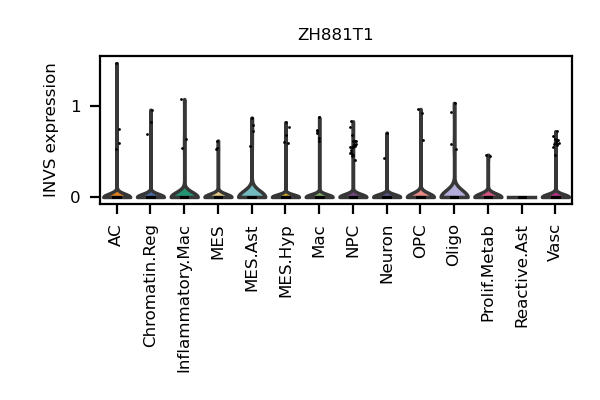 ZH881T1
INVS expression
1
0
AC
Chromatin.Reg
Inflammatory.Mac
MES
MES.Ast
MES.Hyp
Mac
NPC
Neuron
OPC
Oligo
Prolif.Metab
Reactive.Ast
Vasc